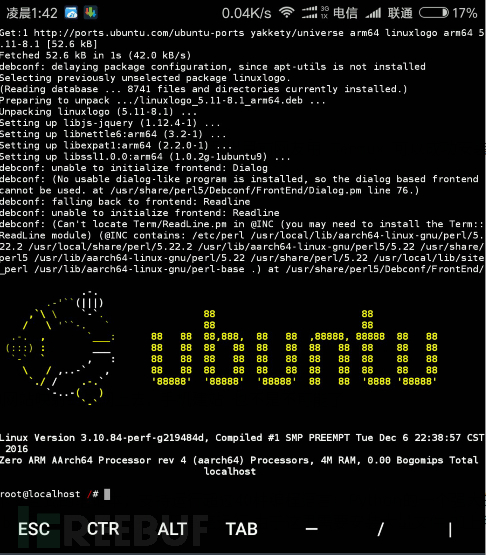 凌晨1:42 0.04K/s 3G 1X 电信 联通 17%
Get:1 http://ports.ubuntu.com/ubuntu-ports yakkety/universe arm64 linuxlogo arm64 5
.11-8.1 [52.6 kB]
Fetched 52.6 kB in 1s (42.0 kB/s)
debconf: delaying package configuration, since apt-utils is not installed
Selecting previously unselected package linuxlogo.
(Reading database ... 8741 files and directories currently installed.)
Preparing to unpack .../linuxlogo_5.11-8.1_arm64.deb ...
Unpacking linuxlogo (5.11-8.1) ...
Setting up libjs-jquery (1.12.4-1) ...
Setting up libnettle6:arm64 (3.2-1) ...
Setting up libexpat1:arm64 (2.2.0-1) ...
Setting up libssl1.0.0:arm64 (1.0.2g-1ubuntu9) ...
debconf: unable to initialize frontend: Dialog
debconf: (No usable dialog-like program is installed, so the dialog based frontend
cannot be used. at /usr/share/perl5/Debconf/FrontEnd/Dialog.pm line 76.)
debconf: falling back to frontend: Readline
debconf: unable to initialize frontend: Readline
debconf: (Can't locate Term/ReadLine.pm in @INC (you may need to install the Term::
ReadLine module) (@INC contains: /etc/perl /usr/local/lib/aarch64-linux-gnu/perl/5.
22.2 /usr/local/share/perl/5.22.2 /usr/lib/aarch64-linux-gnu/perl5/5.22 /usr/share/
perl5 /usr/lib/aarch64-linux-gnu/perl/5.22 /usr/share/perl/5.22 /usr/local/lib/site
_perl /usr/lib/aarch64-linux-gnu/perl-base .) at /usr/share/perl5/Debconf/FrontEnd/
ubuntu
Linux Version 3.10.84-perf-g219484d, Compiled #1 SMP PREEMPT Tue Dec 6 22:38:57 CST
2016
Zero ARM AArch64 Processor rev 4 (aarch64) Processors, 4M RAM, 0.00 Bogomips Total
localhost
root@localhost /#
ESC CTR ALT TAB — / |
FREEBUF